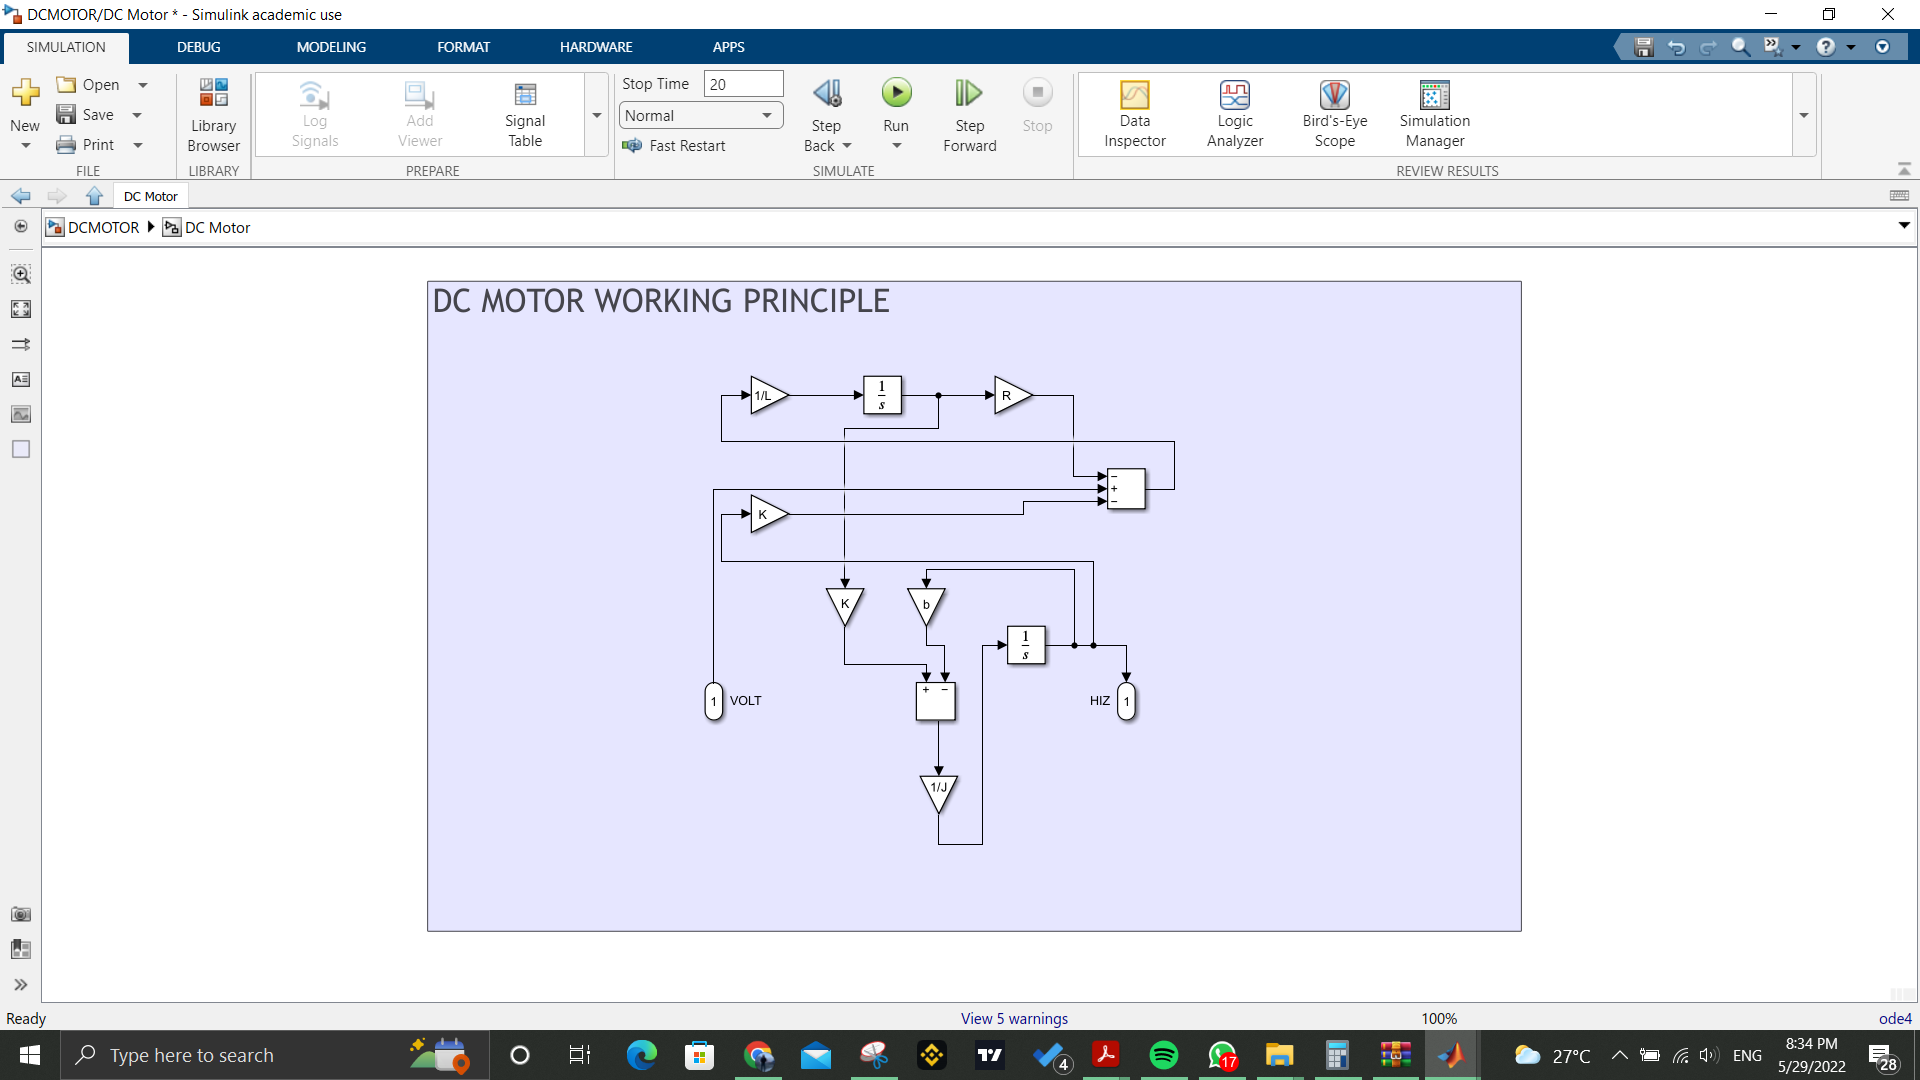 DCMOTOR/DC Motor * - Simulink academic use
SIMULATION DEBUG MODELING FORMAT HARDWARE APPS
New
Open
Save
Print
FILE
Library
Browser
LIBRARY
Log
Signals
Add
Viewer
Signal
Table
PREPARE
Stop Time 20
Normal
Fast Restart
Step
Back
Run
Step
Forward
Stop
SIMULATE
Data
Inspector
Logic
Analyzer
Bird's-Eye
Scope
Simulation
Manager
REVIEW RESULTS
DC Motor
DCMOTOR DC Motor
DC MOTOR WORKING PRINCIPLE
1/L
1
s
R
−
+
−
K
K
b
1
s
1 VOLT
+ −
HIZ 1
1/J
Ready
View 5 warnings
100%
ode4
Type here to search
4
17
27°C
ENG
8:34 PM
5/29/2022
28